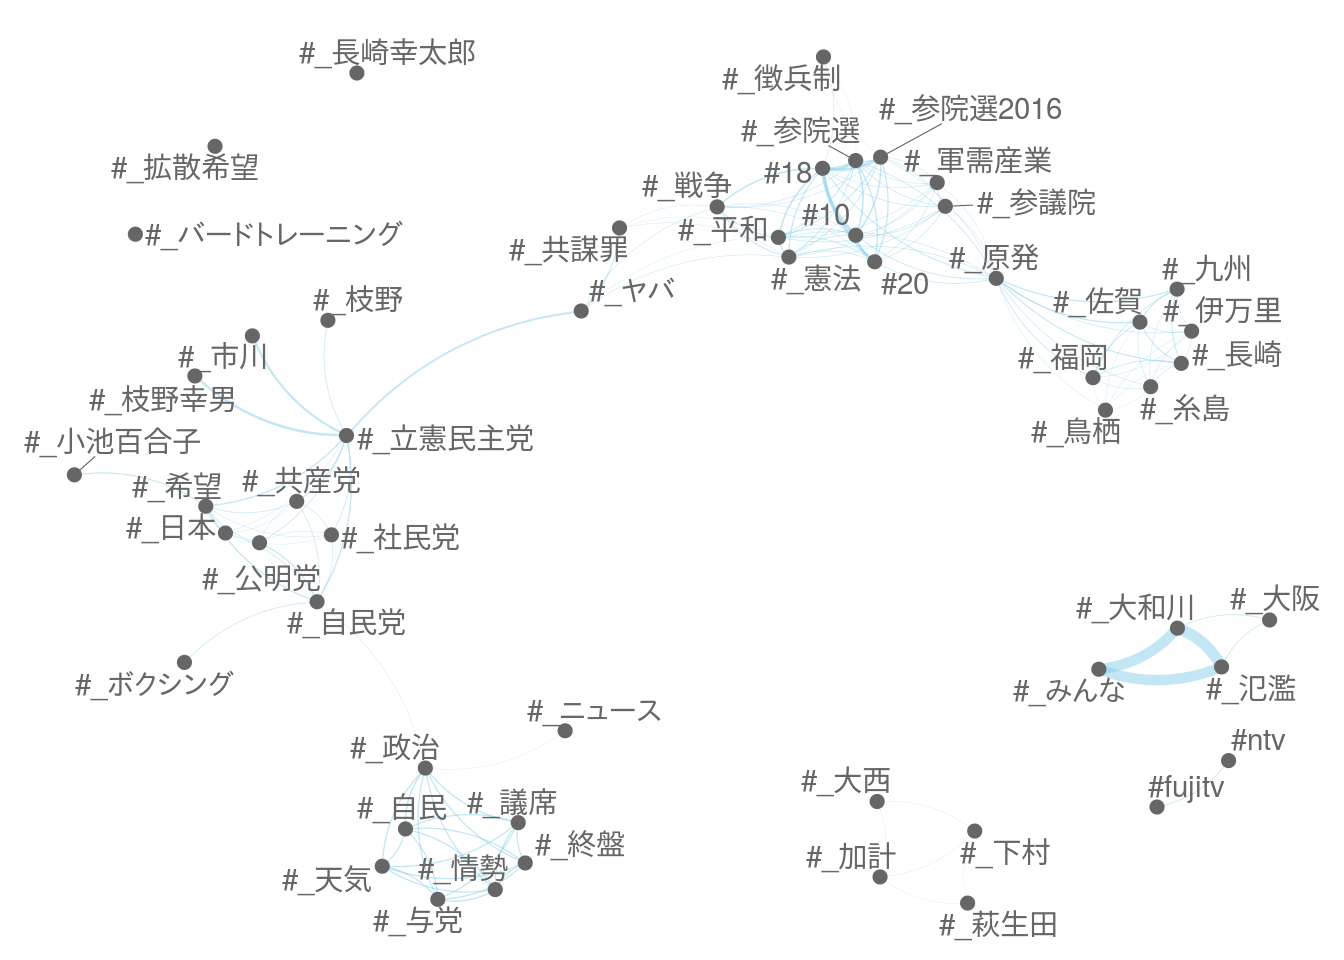 #_長崎幸太郎
#_徴兵制
#_参院選2016
#_参院選
#_拡散希望
#18
#_軍需産業
#_戦争
#_参議院
#10
#_平和
#_バードトレーニング
#_共謀罪
#_原発
#_憲法
#20
#_九州
#_ヤバ
#_枝野
#_佐賀
#_伊万里
#_市川
#_福岡
#_長崎
#_枝野幸男
#_糸島
#_鳥栖
#_小池百合子
#_立憲民主党
#_希望
#_共産党
#_日本
#_社民党
#_公明党
#_自民党
#_大和川
#_大阪
#_ボクシング
#_みんな
#_氾濫
#_ニュース
#_政治
#ntv
#fujitv
#_大西
#_自民
#_議席
#_終盤
#_加計
#_下村
#_情勢
#_天気
#_与党
#_萩生田